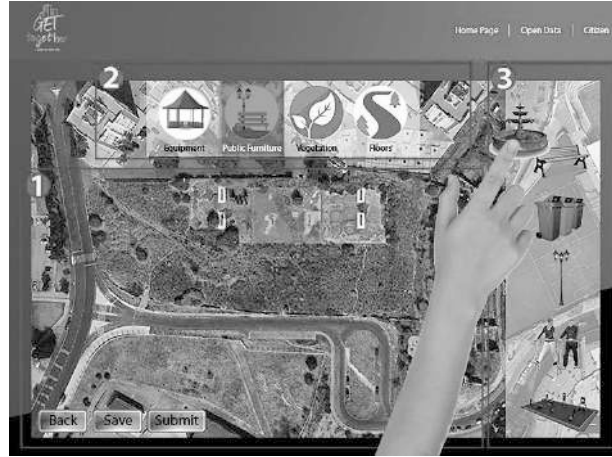 GET
together
Home Page | Open Data | Citizen
2
3
Equipment
Public Furniture
Vegetation
Floors
1
Back
Save
Submit